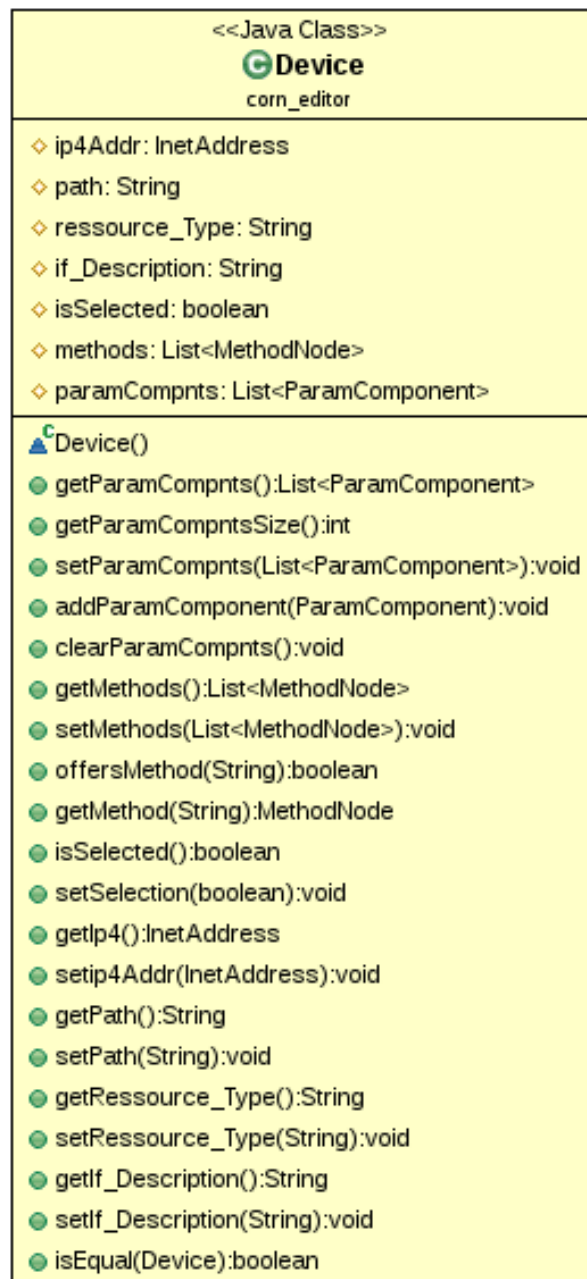 <<Java Class>>
C Device
corn_editor
ip4Addr: InetAddress
path: String
ressource_Type: String
if_Description: String
isSelected: boolean
methods: List<MethodNode>
paramCompnts: List<ParamComponent>
C Device()
getParamCompnts():List<ParamComponent>
getParamCompntsSize():int
setParamCompnts(List<ParamComponent>):void
addParamComponent(ParamComponent):void
clearParamCompnts():void
getMethods():List<MethodNode>
setMethods(List<MethodNode>):void
offersMethod(String):boolean
getMethod(String):MethodNode
isSelected():boolean
setSelection(boolean):void
getIp4():InetAddress
setip4Addr(InetAddress):void
getPath():String
setPath(String):void
getRessource_Type():String
setRessource_Type(String):void
getIf_Description():String
setIf_Description(String):void
isEqual(Device):boolean